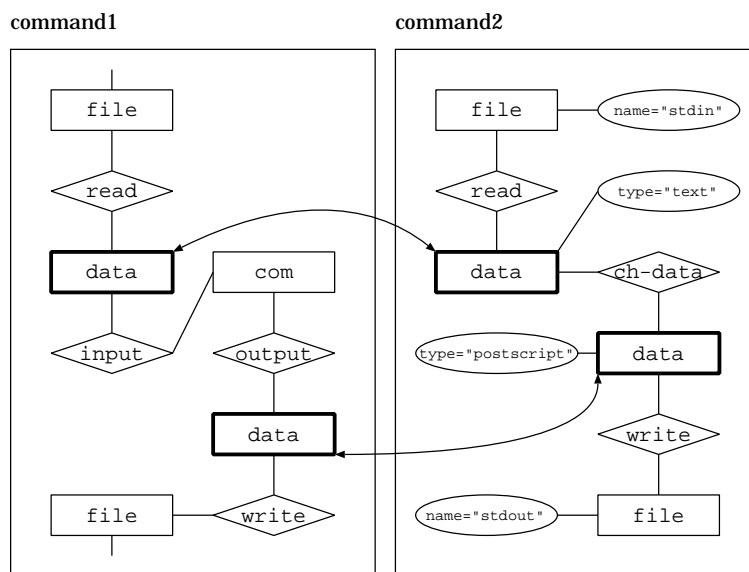 command1
file
read
data
com
input
output
data
file
write
command2
file
name="stdin"
read
type="text"
data
ch-data
type="postscript"
data
write
name="stdout"
file